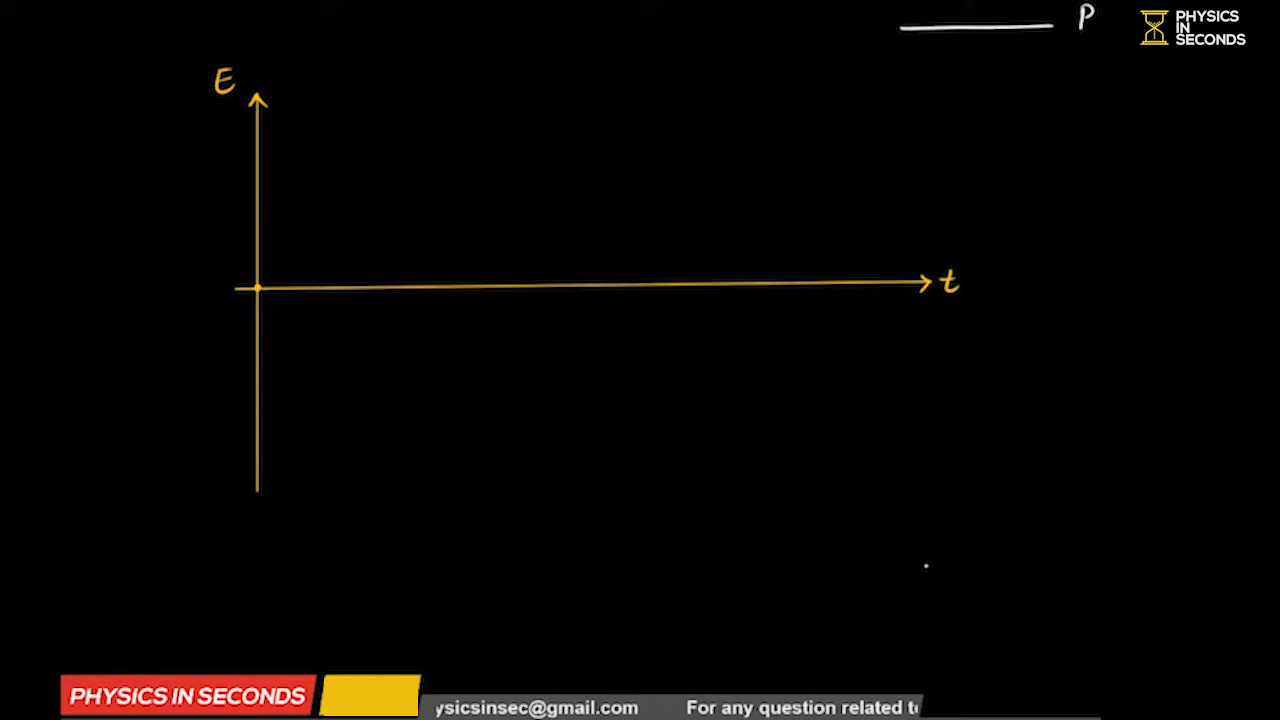 P
PHYSICS
IN
SECONDS
E
t
PHYSICS IN SECONDS
ysicsinsec@gmail.com For any question related t